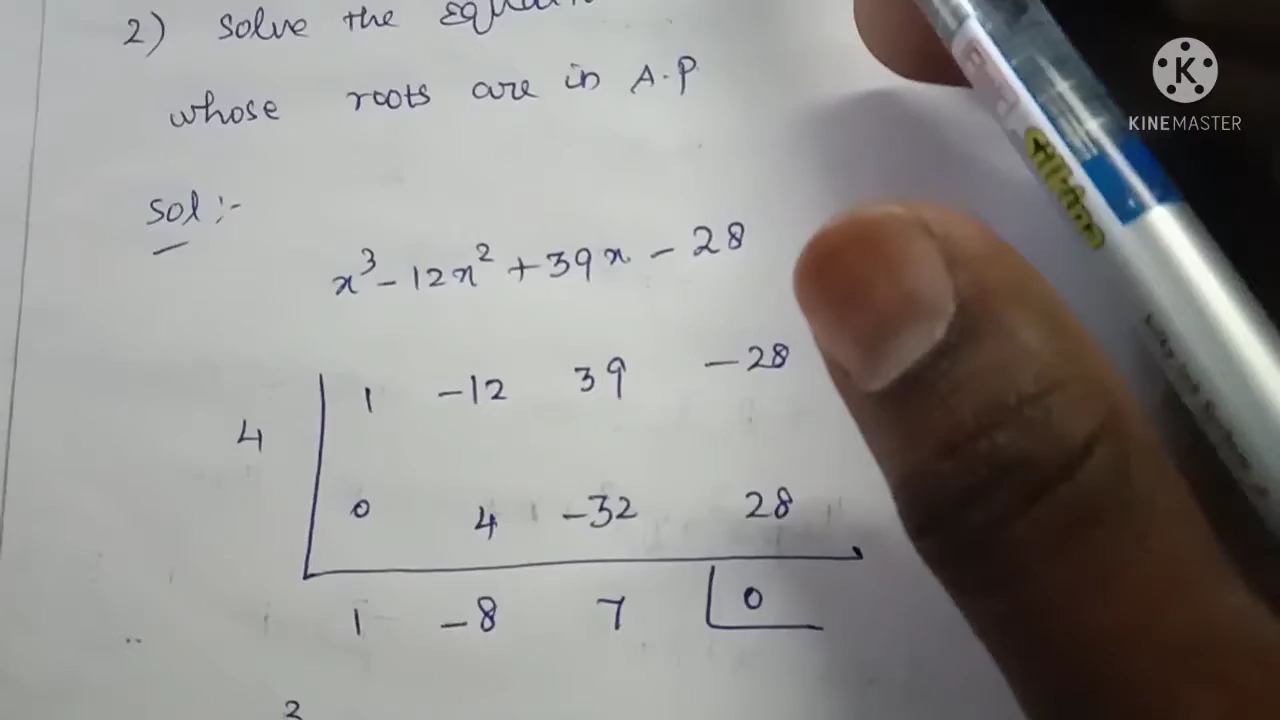 2) Solve the
whose roots are in A.P
Sol :-
x³ - 12x² + 39x - 28
1 -12 39 -28
4
0 4 -32 28
1 -8 7 0
K
KINEMASTER